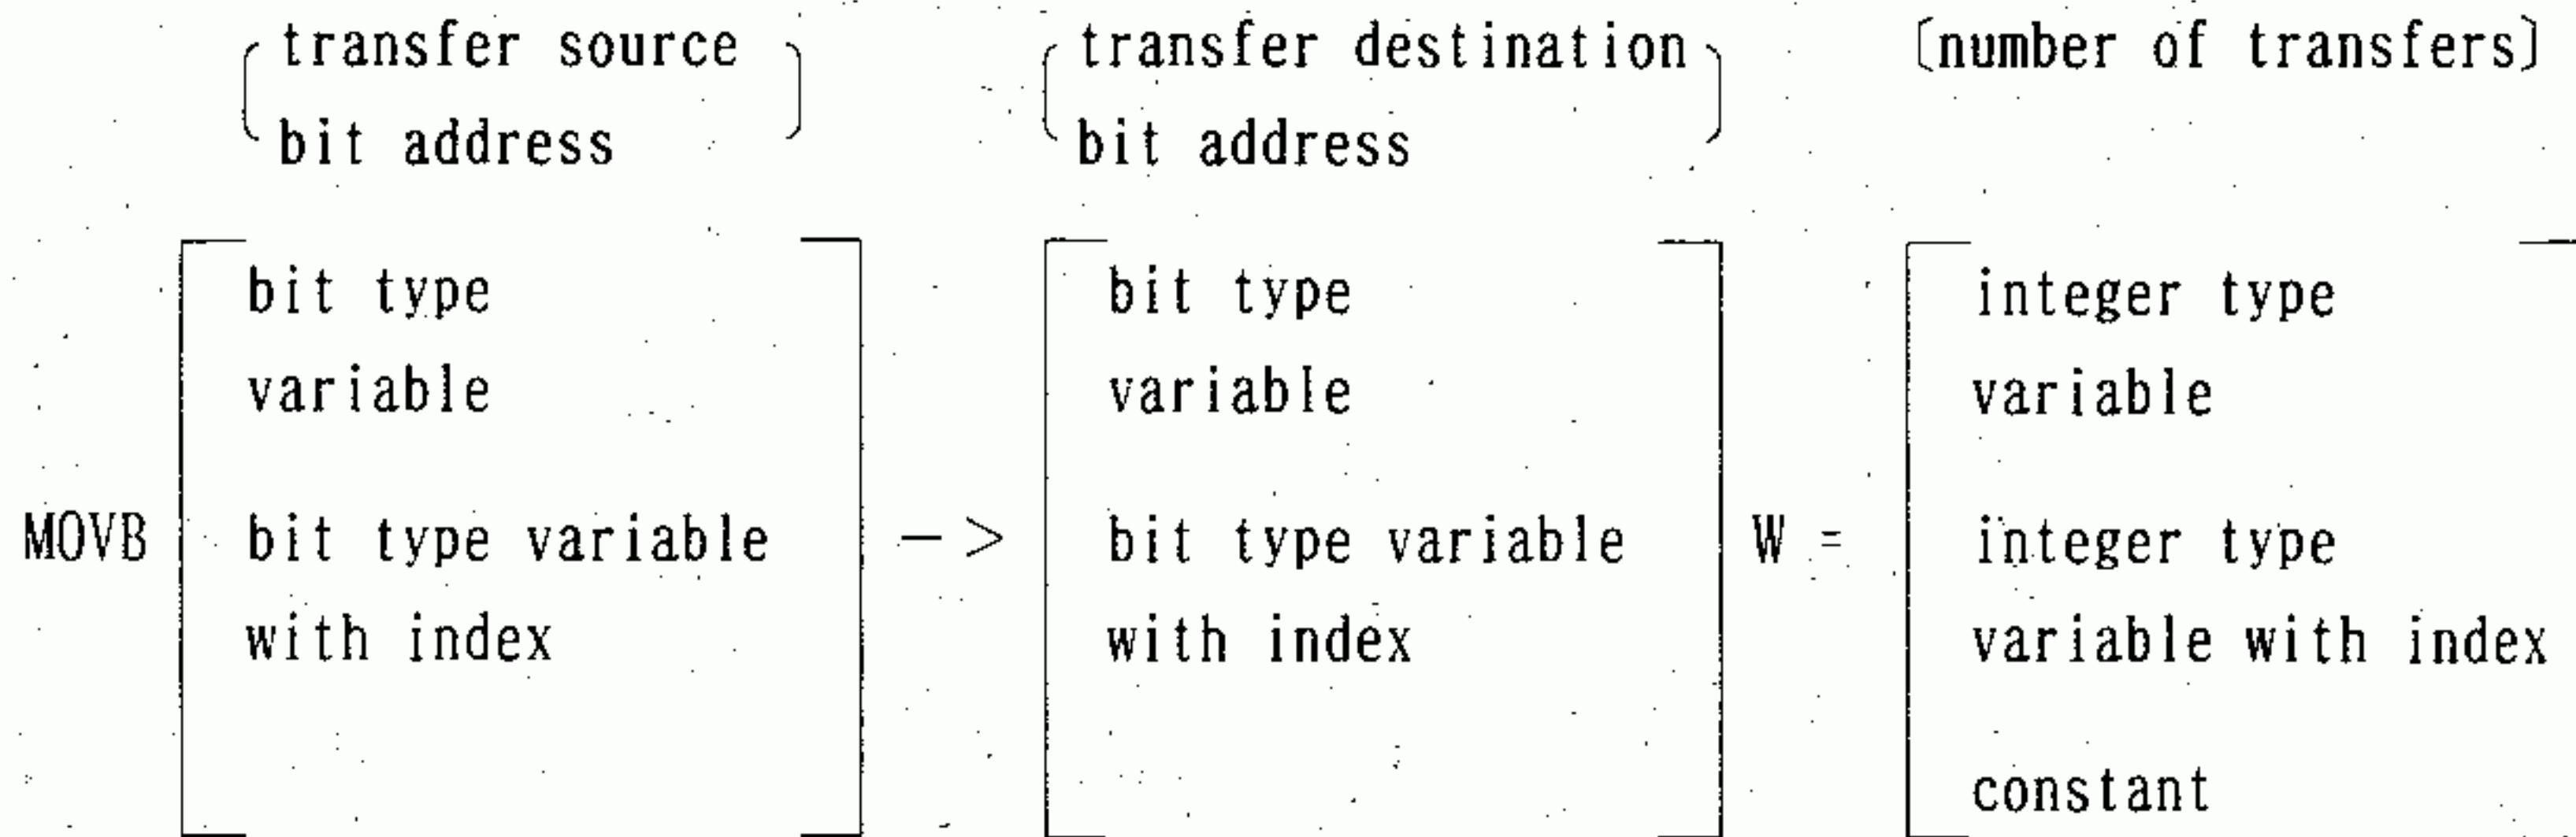 transfer source transfer destination [number of transfers]
bit address bit address
bit type bit type integer type
variable variable variable
MOVB bit type variable -> bit type variable W = integer type
with index with index variable with index
constant